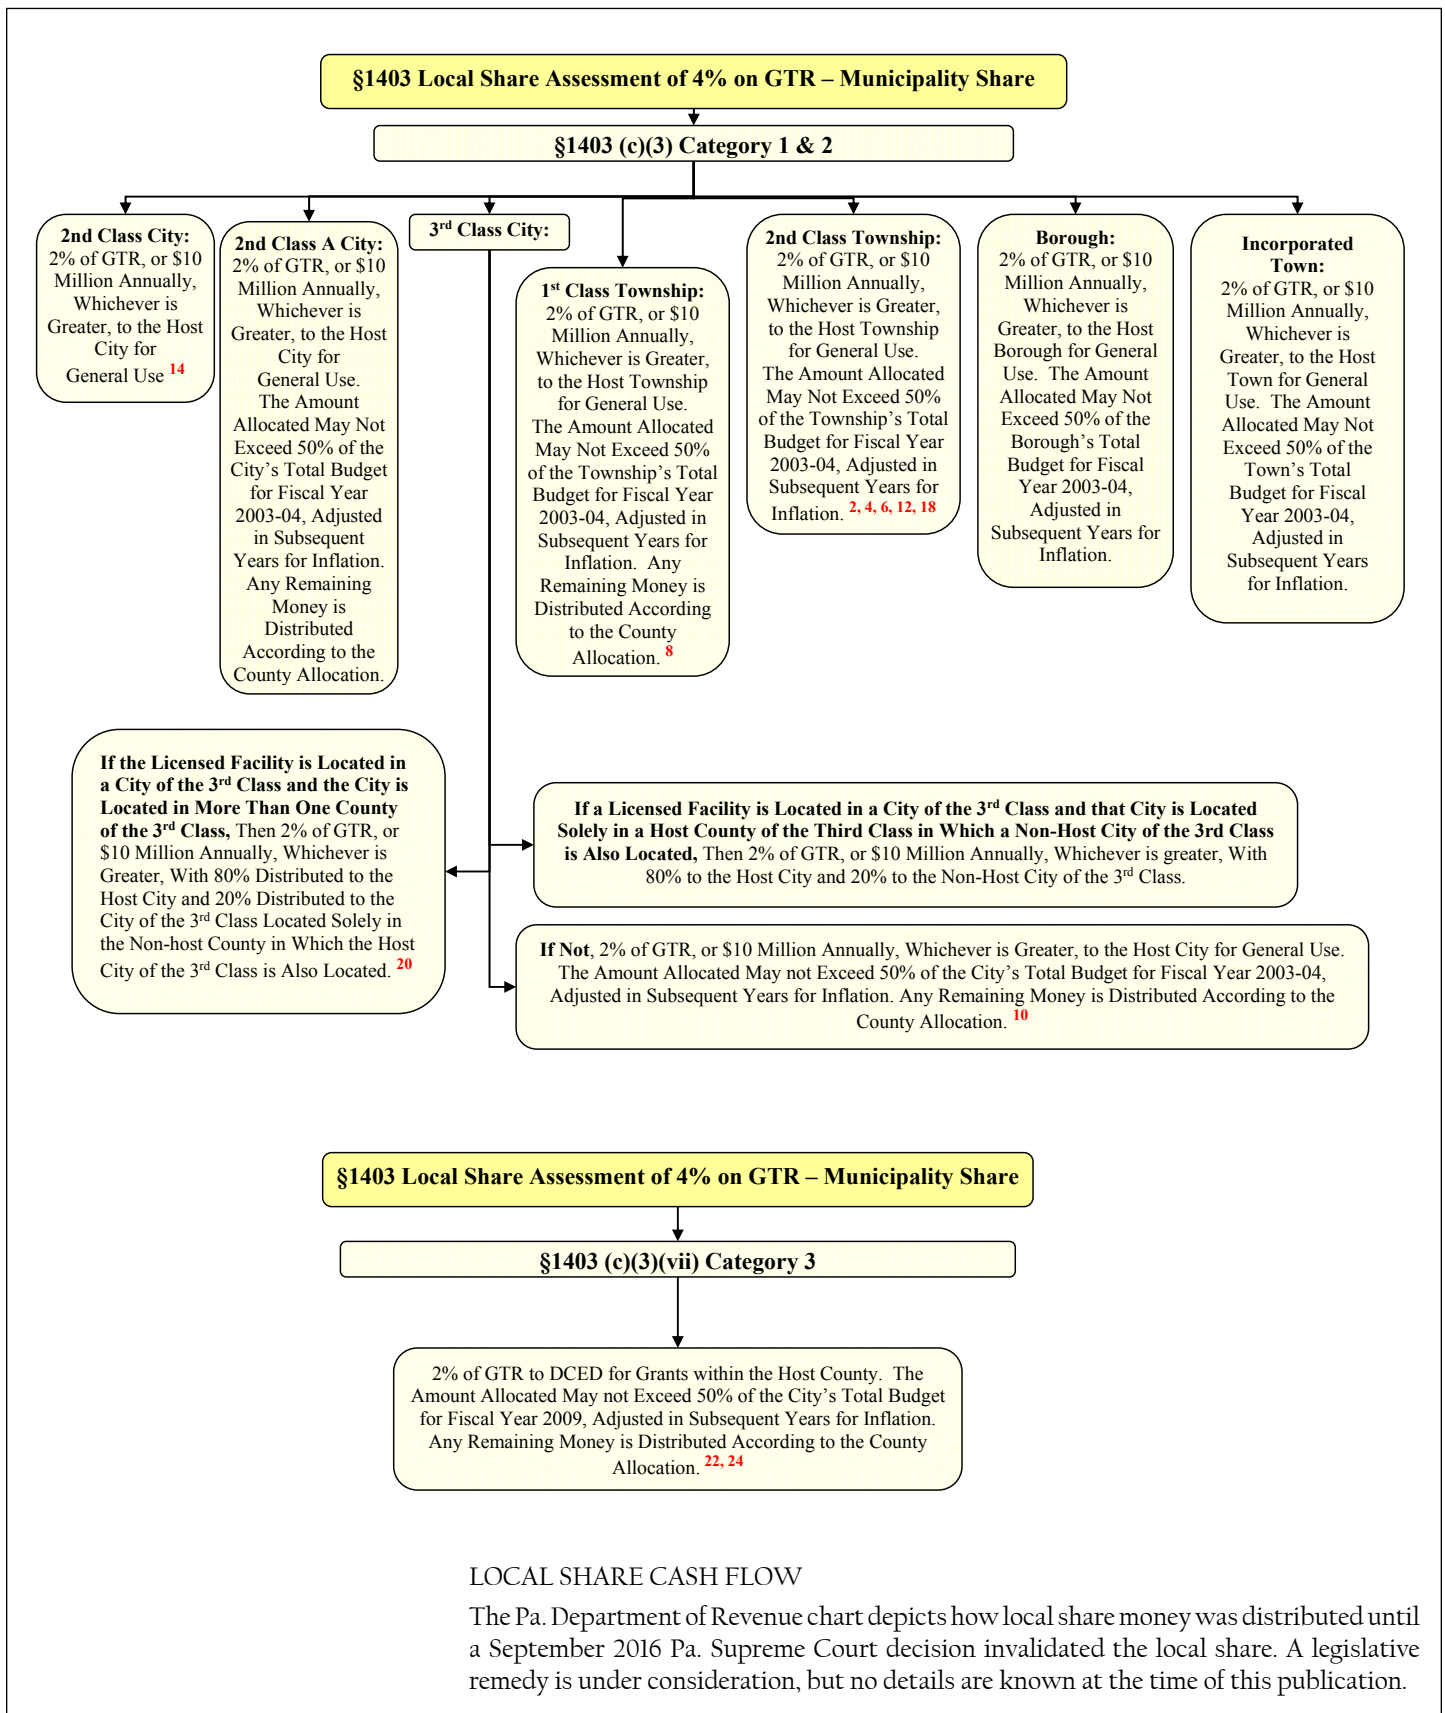 §1403 Local Share Assessment of 4% on GTR – Municipality Share
§1403 (c)(3) Category 1 & 2
2nd Class City:
2% of GTR, or $10
Million Annually,
Whichever is
Greater, to the Host
City for
General Use 14
2nd Class A City:
2% of GTR, or $10
Million Annually,
Whichever is
Greater, to the Host
City for
General Use.
The Amount
Allocated May Not
Exceed 50% of the
City's Total Budget
for Fiscal Year
2003-04, Adjusted
in Subsequent
Years for Inflation.
Any Remaining
Money is
Distributed
According to the
County Allocation.
3rd Class City:
1st Class Township:
2% of GTR, or $10
Million Annually,
Whichever is Greater,
to the Host Township
for General Use.
The Amount Allocated
May Not Exceed 50%
of the Township's Total
Budget for Fiscal Year
2003-04, Adjusted in
Subsequent Years for
Inflation.  Any
Remaining Money is
Distributed According
to the County
Allocation. 8
2nd Class Township:
2% of GTR, or $10
Million Annually,
Whichever is Greater,
to the Host Township
for General Use.
The Amount Allocated
May Not Exceed 50%
of the Township's Total
Budget for Fiscal Year
2003-04, Adjusted in
Subsequent Years for
Inflation. 2, 4, 6, 12, 18
Borough:
2% of GTR, or $10
Million Annually,
Whichever is
Greater, to the Host
Borough for General
Use.  The Amount
Allocated May Not
Exceed 50% of the
Borough's Total
Budget for Fiscal
Year 2003-04,
Adjusted in
Subsequent Years for
Inflation.
Incorporated
Town:
2% of GTR, or $10
Million Annually,
Whichever is
Greater, to the Host
Town for General
Use.  The Amount
Allocated May Not
Exceed 50% of the
Town's Total
Budget for Fiscal
Year 2003-04,
Adjusted in
Subsequent Years
for Inflation.
If the Licensed Facility is Located in
a City of the 3rd Class and the City is
Located in More Than One County
of the 3rd Class, Then 2% of GTR, or
$10 Million Annually, Whichever is
Greater, With 80% Distributed to the
Host City and 20% Distributed to the
City of the 3rd Class Located Solely in
the Non-host County in Which the Host
City of the 3rd Class is Also Located. 20
If a Licensed Facility is Located in a City of the 3rd Class and that City is Located
Solely in a Host County of the Third Class in Which a Non-Host City of the 3rd Class
is Also Located, Then 2% of GTR, or $10 Million Annually, Whichever is greater, With
80% to the Host City and 20% to the Non-Host City of the 3rd Class.
If Not, 2% of GTR, or $10 Million Annually, Whichever is Greater, to the Host City for General Use.
The Amount Allocated May not Exceed 50% of the City's Total Budget for Fiscal Year 2003-04,
Adjusted in Subsequent Years for Inflation. Any Remaining Money is Distributed According to the
County Allocation. 10
§1403 Local Share Assessment of 4% on GTR – Municipality Share
§1403 (c)(3)(vii) Category 3
2% of GTR to DCED for Grants within the Host County.  The
Amount Allocated May not Exceed 50% of the City's Total Budget
for Fiscal Year 2009, Adjusted in Subsequent Years for Inflation.
Any Remaining Money is Distributed According to the County
Allocation. 22, 24
LOCAL SHARE CASH FLOW
The Pa. Department of Revenue chart depicts how local share money was distributed until
a September 2016 Pa. Supreme Court decision invalidated the local share. A legislative
remedy is under consideration, but no details are known at the time of this publication.